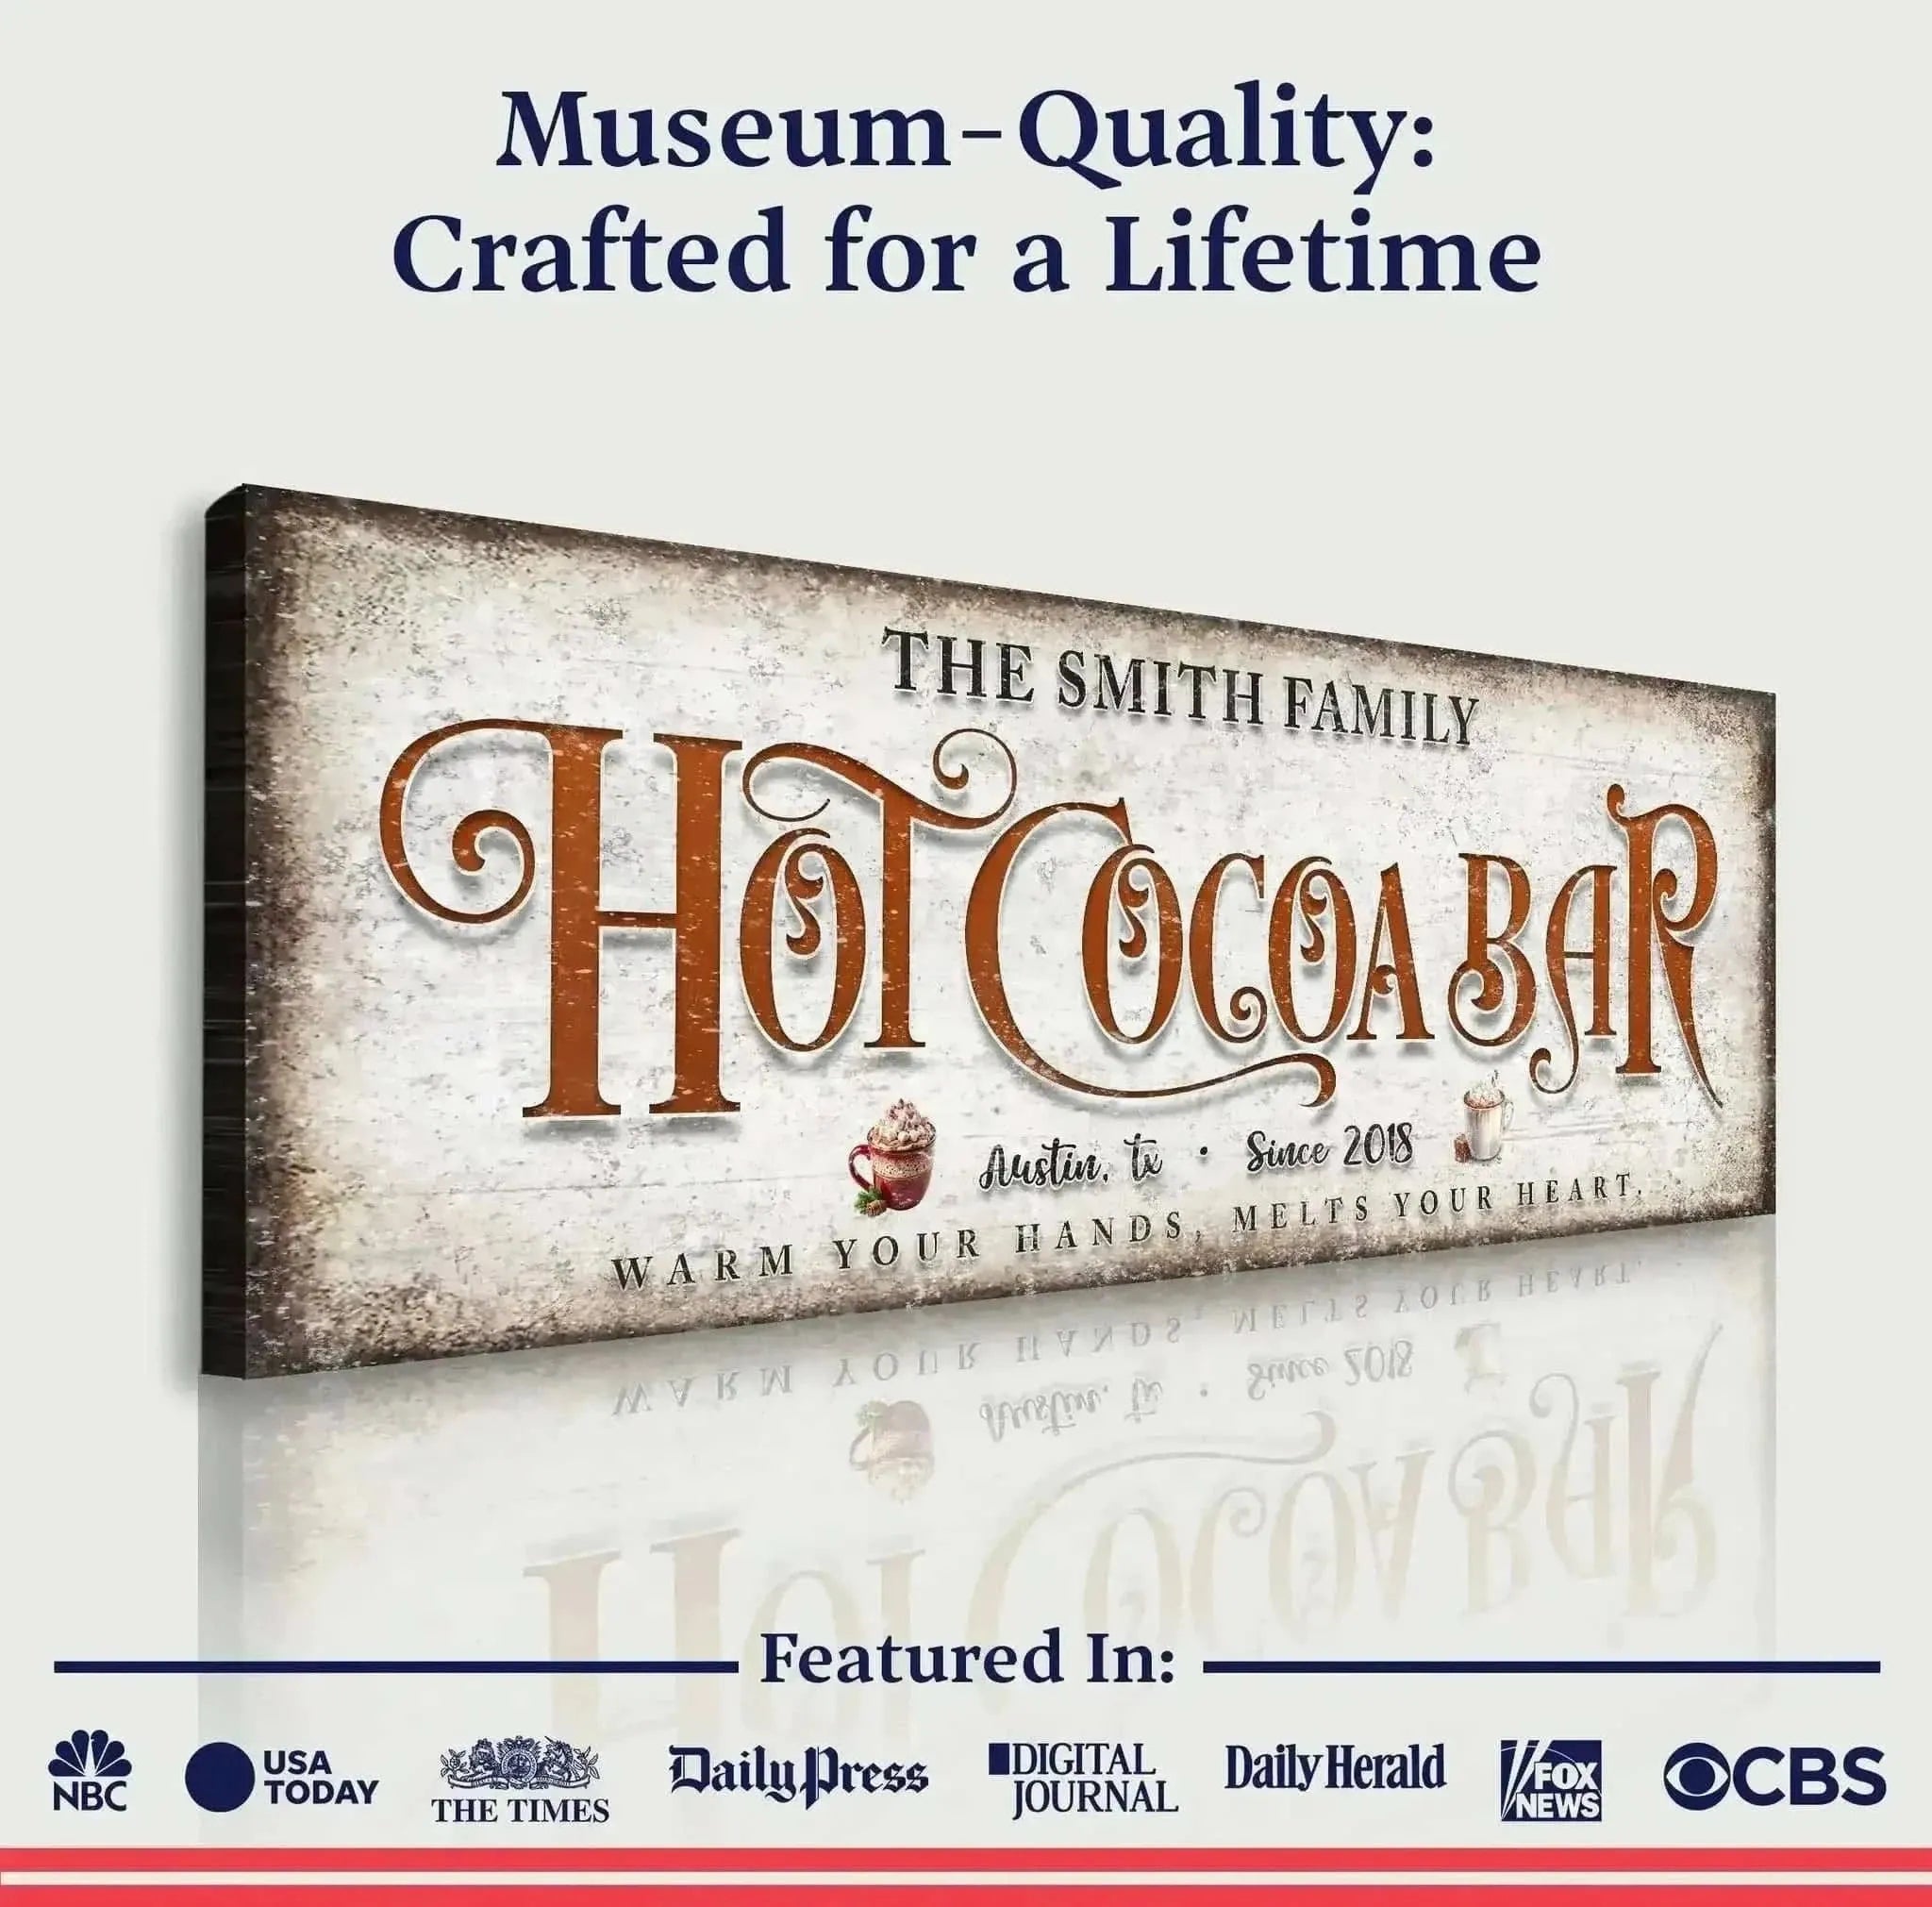 Museum-Quality:
Crafted for a Lifetime
THE SMITH FAMILY
HOT COCOA BAR
Austin, tx • Since 2018
WARM YOUR HANDS, MELTS YOUR HEART.
Featured In:
NBC
USA
TODAY
THE TIMES
Daily Press
DIGITAL
JOURNAL
Daily Herald
FOX
NEWS
CBS